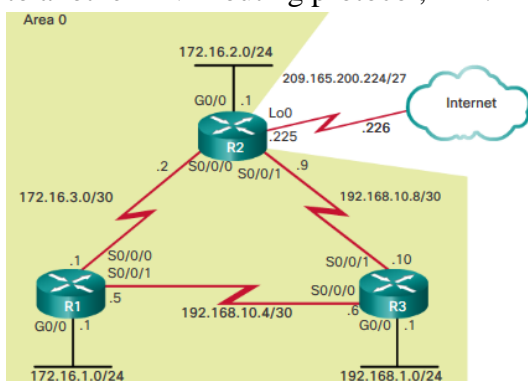 protocol,
Area 0
172.16.2.0/24
209.165.200.224/27
G0/0 .1
Lo0
Internet
.225
.226
R2
.2 S0/0/0
S0/0/1 .9
172.16.3.0/30
192.168.10.8/30
.1 S0/0/0
S0/0/1
S0/0/1 .10
S0/0/0
R1
.5
192.168.10.4/30
.6
R3
G0/0 .1
G0/0 .1
172.16.1.0/24
192.168.1.0/24